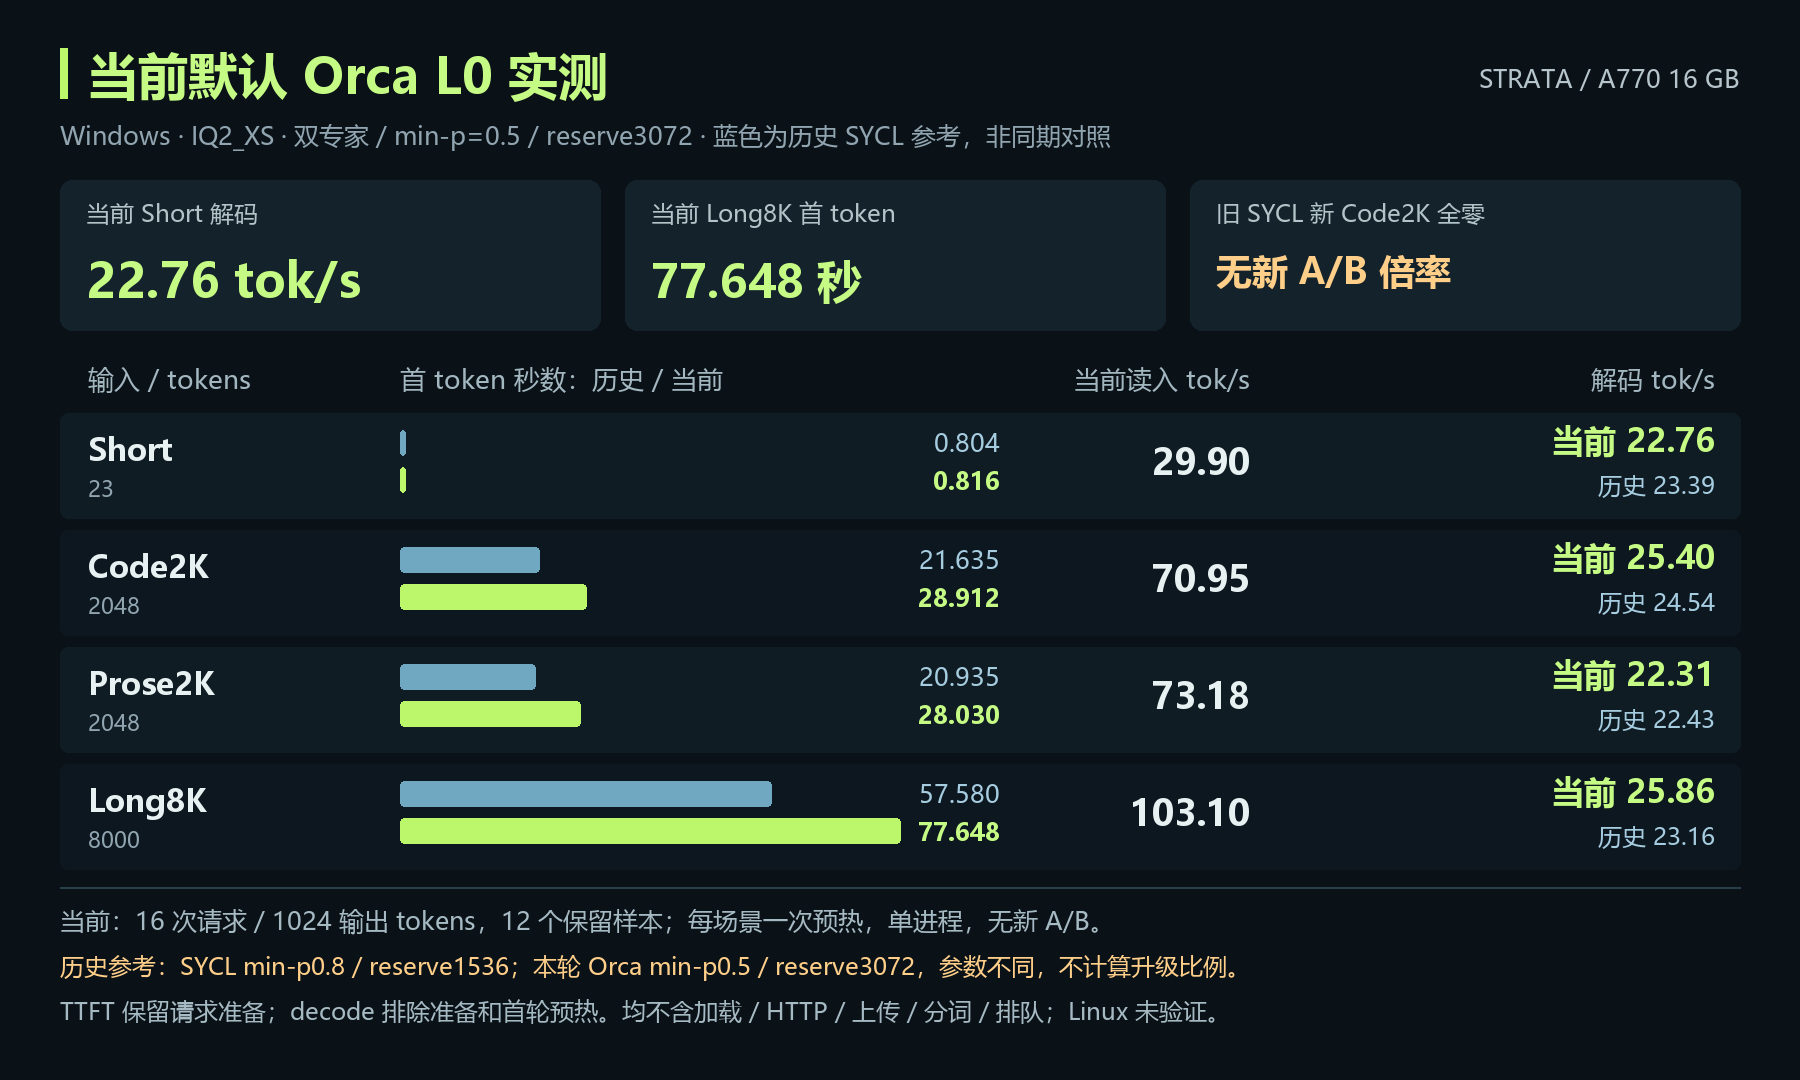 当前默认 Orca L0 实测
STRATA / A770 16 GB
Windows · IQ2_XS · 双专家 / min-p=0.5 / reserve3072 · 蓝色为历史 SYCL 参考，非同期对照
当前 Short 解码
22.76 tok/s
当前 Long8K 首 token
77.648 秒
旧 SYCL 新 Code2K 全零
无新 A/B 倍率
输入 / tokens
首 token 秒数：历史 / 当前
当前读入 tok/s
解码 tok/s
Short
23
0.804
0.816
29.90
当前 22.76
历史 23.39
Code2K
2048
21.635
28.912
70.95
当前 25.40
历史 24.54
Prose2K
2048
20.935
28.030
73.18
当前 22.31
历史 22.43
Long8K
8000
57.580
77.648
103.10
当前 25.86
历史 23.16
当前：16 次请求 / 1024 输出 tokens，12 个保留样本；每场景一次预热，单进程，无新 A/B。
历史参考：SYCL min-p0.8 / reserve1536；本轮 Orca min-p0.5 / reserve3072，参数不同，不计算升级比例。
TTFT 保留请求准备；decode 排除准备和首轮预热。均不含加载 / HTTP / 上传 / 分词 / 排队；Linux 未验证。